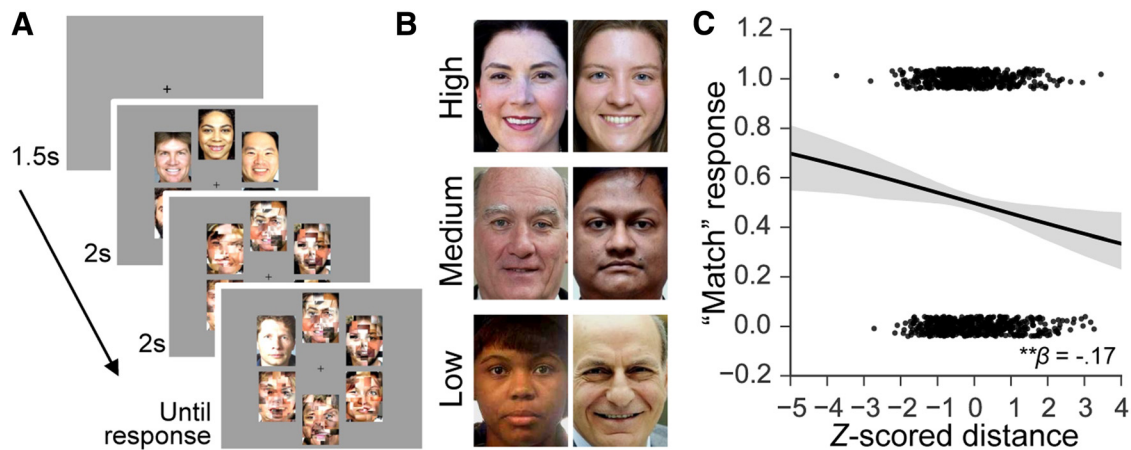 A
1.5s
2s
2s
Until
response
B
High
Medium
Low
C
"Match" response
1.2
1.0
0.8
0.6
0.4
0.2
0.0
−0.2
**β = -.17
−5 −4 −3 −2 −1 0 1 2 3 4
Z-scored distance